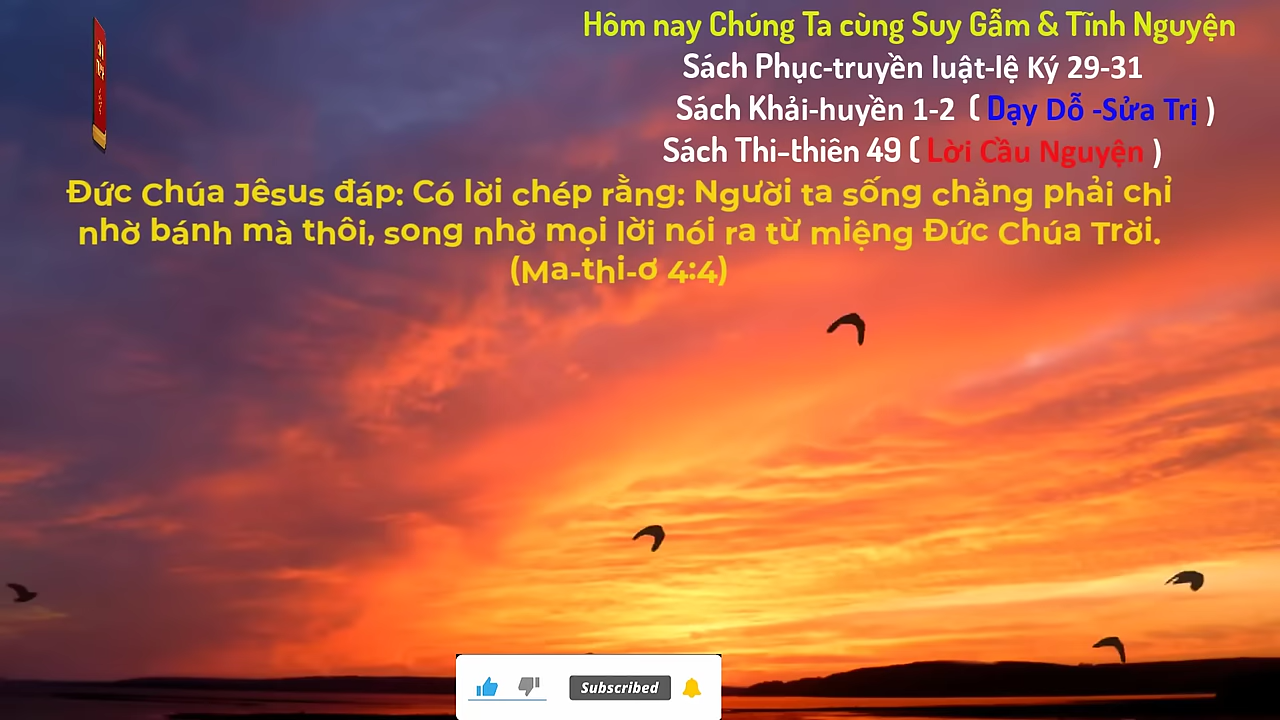 Hôm nay Chúng Ta cùng Suy Gẫm & Tĩnh Nguyện
Sách Phục-truyền luật-lệ Ký 29-31
Sách Khải-huyền 1-2 ( Dạy Dỗ -Sửa Trị )
Sách Thi-thiên 49 ( Lời Cầu Nguyện )
Đức Chúa Jêsus đáp: Có lời chép rằng: Người ta sống chẳng phải chỉ
nhờ bánh mà thôi, song nhờ mọi lời nói ra từ miệng Đức Chúa Trời.
(Ma-thi-ơ 4:4)
Subscribed